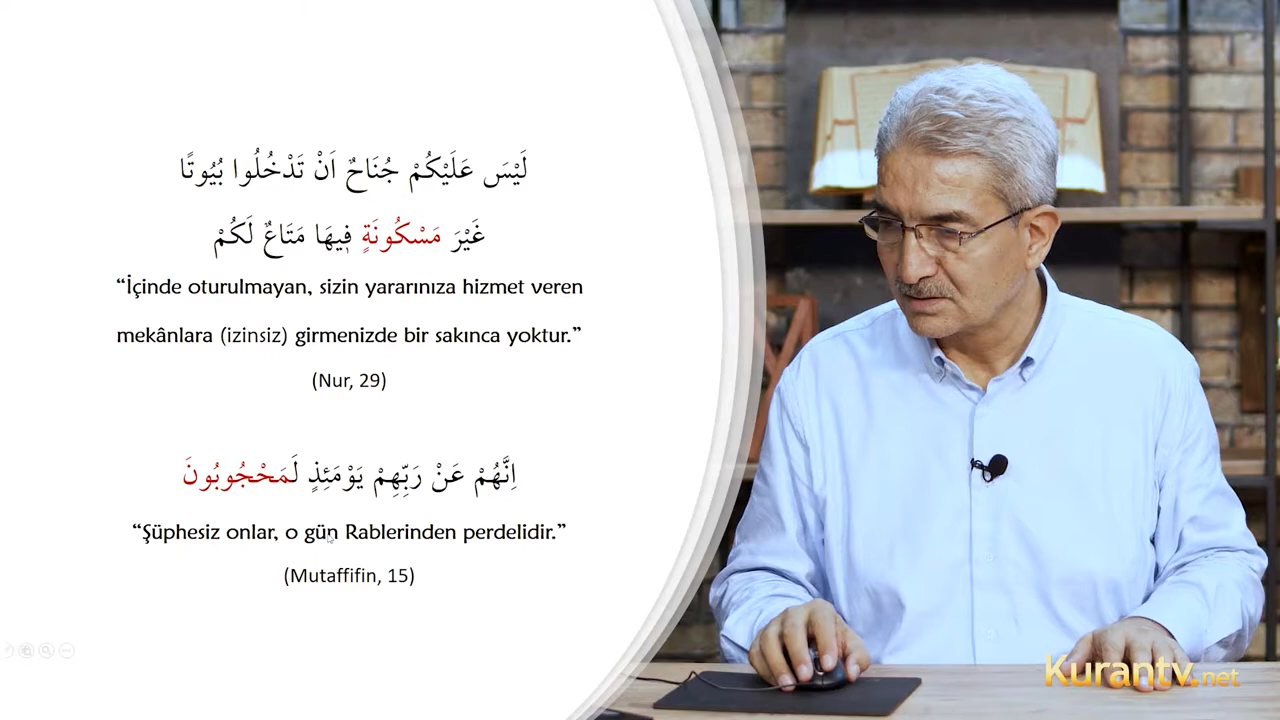 لَيْسَ عَلَيْكُمْ جُنَاحٌ اَنْ تَدْخُلُوا بُيُوتًا
غَيْرَ مَسْكُونَةٍ فٖيهَا مَتَاعٌ لَكُمْ
“İçinde oturulmayan, sizin yararınıza hizmet veren
mekânlara (izinsiz) girmenizde bir sakınca yoktur.”
(Nur, 29)
اِنَّهُمْ عَنْ رَبِّهِمْ يَوْمَئِذٍ لَمَحْجُوبُونَ
“Şüphesiz onlar, o gün Rablerinden perdelidir.”
(Mutaffifin, 15)
Kurantv.net